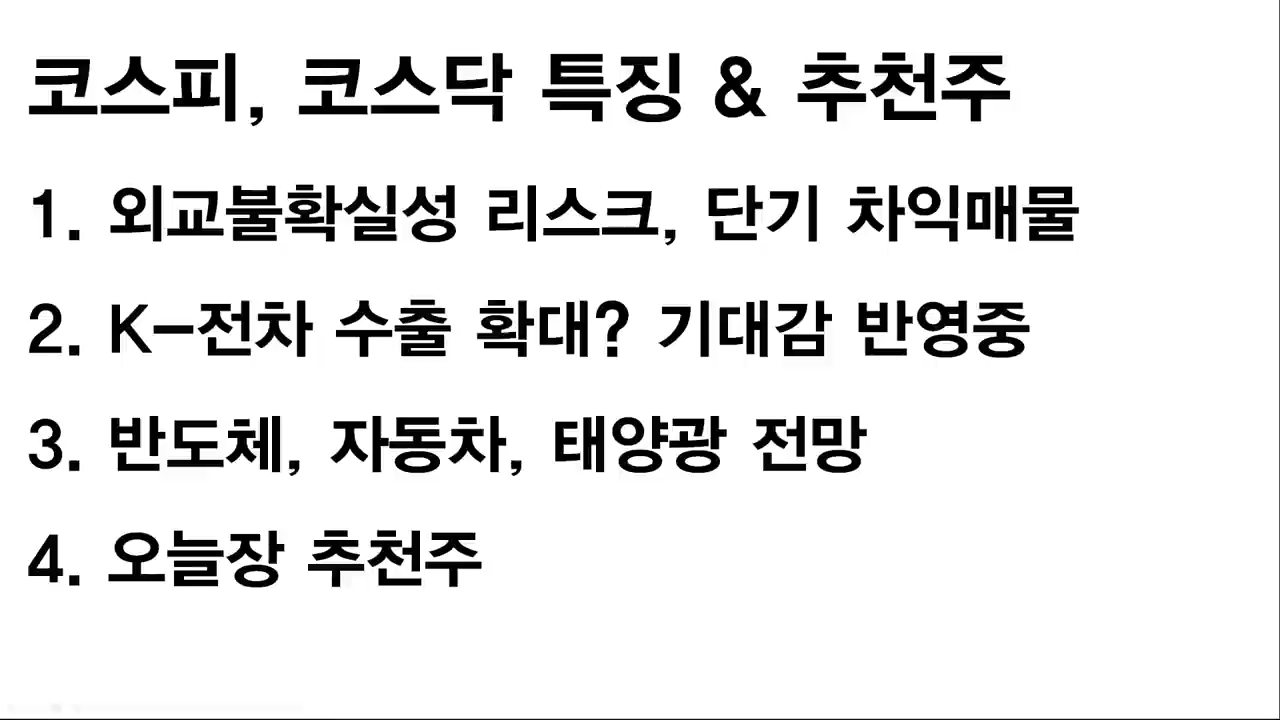 코스피, 코스닥 특징 & 추천주
1. 외교불확실성 리스크, 단기 차익매물
2. K-전차 수출 확대? 기대감 반영중
3. 반도체, 자동차, 태양광 전망
4. 오늘장 추천주